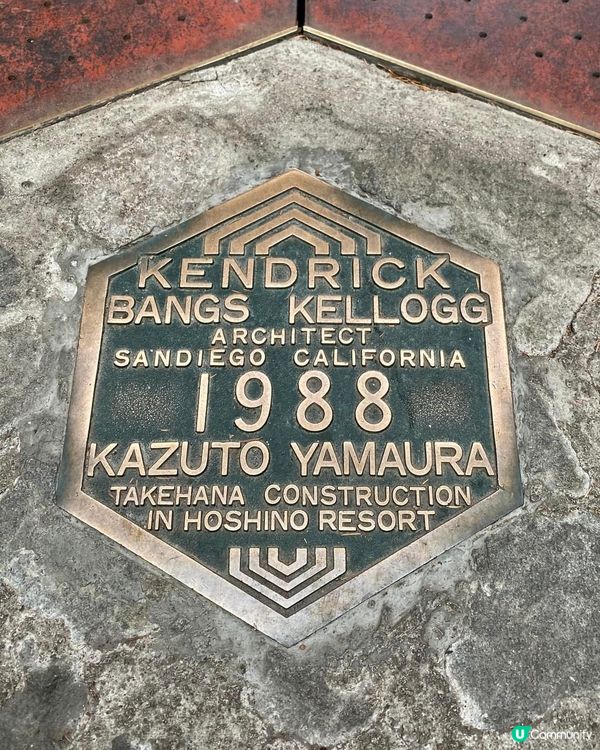 KENDRICK
BANGS KELLOGG
ARCHITECT
SANDIEGO CALIFORNIA
1988
KAZUTO YAMAURA
TAKEHANA CONSTRUCTION
IN HOSHINO RESORT
U Community